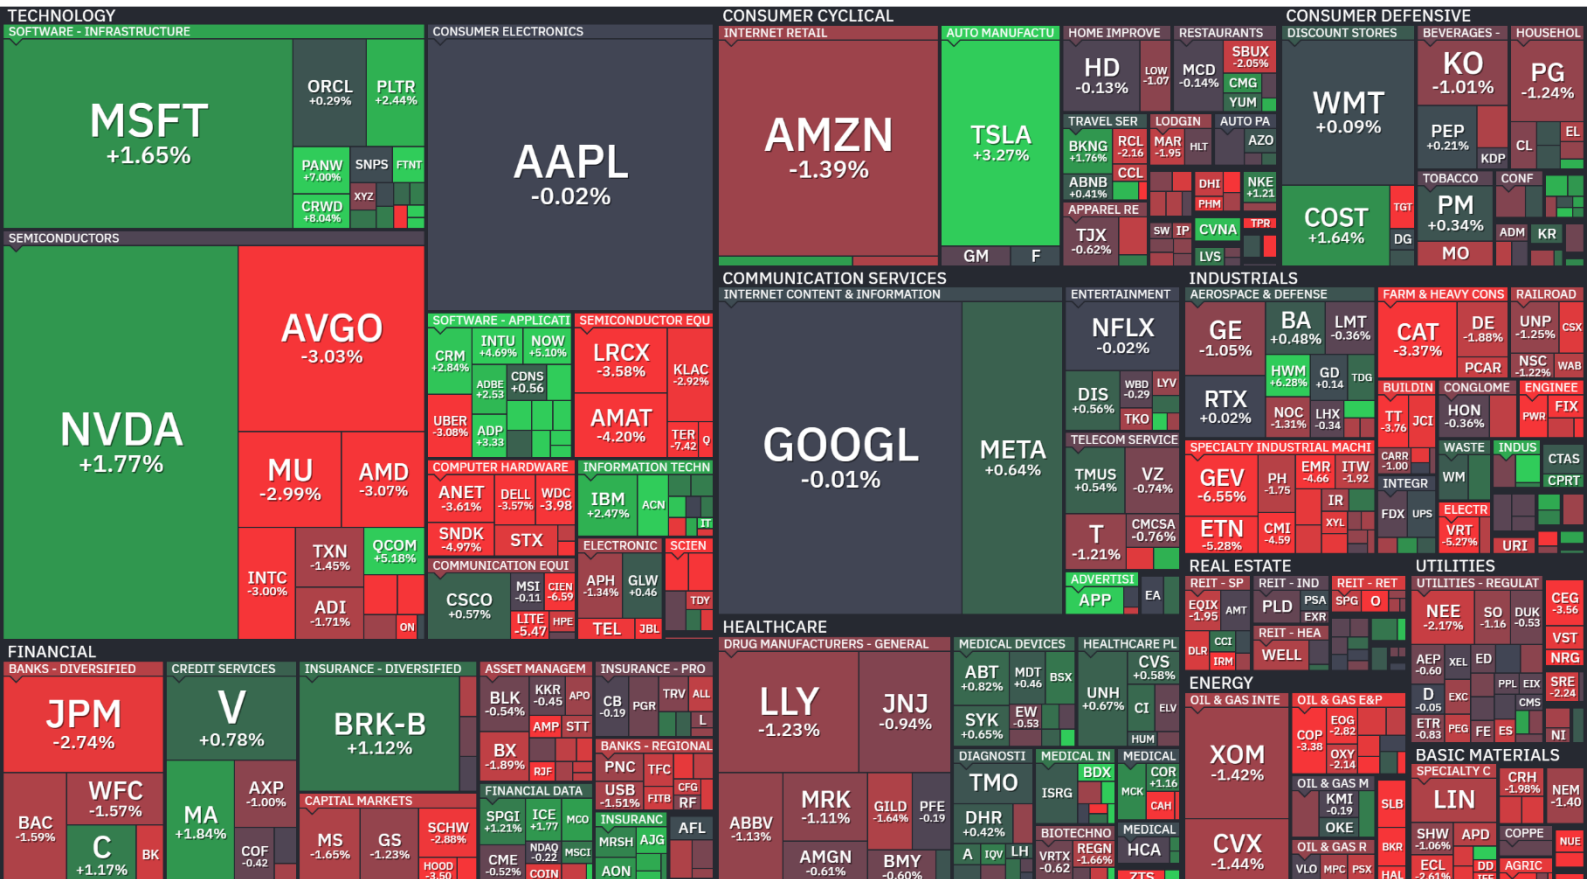 TECHNOLOGY
SOFTWARE - INFRASTRUCTURE
MSFT
+1.65%
ORCL
+0.29%
PLTR
+2.44%
PANW
+7.00%
SNPS
FTNT
CRWD
+8.04%
XYZ
CONSUMER ELECTRONICS
AAPL
-0.02%
SEMICONDUCTORS
NVDA
+1.77%
AVGO
-3.03%
MU
-2.99%
AMD
-3.07%
INTC
-3.00%
TXN
-1.45%
QCOM
+5.18%
ADI
-1.71%
ON
SOFTWARE - APPLICATI
CRM
+2.84%
INTU
+4.69%
NOW
+5.10%
ADBE
+2.53
CDNS
+0.56
UBER
-3.08%
ADP
+3.33
SEMICONDUCTOR EQU
LRCX
-3.58%
KLAC
-2.92%
AMAT
-4.20%
TER
-7.42
Q
COMPUTER HARDWARE
ANET
-3.61%
DELL
-3.57%
WDC
-3.98
SNDK
-4.97%
STX
INFORMATION TECHN
IBM
+2.47%
ACN
IT
COMMUNICATION EQUI
CSCO
+0.57%
MSI
-0.11
CIEN
-6.59
LITE
-5.47
HPE
ELECTRONIC
APH
-1.34%
GLW
+0.46
TEL
JBL
SCIEN
TDY
CONSUMER CYCLICAL
INTERNET RETAIL
AMZN
-1.39%
AUTO MANUFACTU
TSLA
+3.27%
GM
F
HOME IMPROVE
HD
-0.13%
LOW
-1.07
RESTAURANTS
MCD
-0.14%
SBUX
-2.05%
CMG
YUM
TRAVEL SER
BKNG
+1.76%
RCL
-2.16
ABNB
+0.41%
CCL
LODGIN
MAR
-1.95
HLT
AUTO PA
AZO
DHI
PHM
NKE
+1.21
APPAREL RE
TJX
-0.62%
SW
IP
CVNA
LVS
TPR
CONSUMER DEFENSIVE
DISCOUNT STORES
WMT
+0.09%
COST
+1.64%
TGT
DG
BEVERAGES -
KO
-1.01%
PEP
+0.21%
KDP
HOUSEHOL
PG
-1.24%
CL
EL
TOBACCO
PM
+0.34%
MO
CONF
ADM
KR
COMMUNICATION SERVICES
INTERNET CONTENT & INFORMATION
GOOGL
-0.01%
META
+0.64%
ENTERTAINMENT
NFLX
-0.02%
DIS
+0.56%
WBD
-0.29
LYV
TKO
TELECOM SERVICE
TMUS
+0.54%
VZ
-0.74%
T
-1.21%
CMCSA
-0.76%
ADVERTISI
APP
EA
INDUSTRIALS
AEROSPACE & DEFENSE
GE
-1.05%
BA
+0.48%
LMT
-0.36%
RTX
+0.02%
HWM
+6.28%
GD
+0.14
TDG
NOC
-1.31%
LHX
-0.34
FARM & HEAVY CONS
CAT
-3.37%
DE
-1.88%
PCAR
RAILROAD
UNP
-1.25%
CSX
NSC
-1.22%
WAB
BUILDIN
TT
-3.76
JCI
CARR
-1.00
CONGLOME
HON
-0.36%
ENGINEE
PWR
FIX
SPECIALTY INDUSTRIAL MACHI
GEV
-6.55%
PH
-1.75
EMR
-4.66
ITW
-1.92
ETN
-5.28%
CMI
-4.59
IR
XYL
INTEGR
FDX
UPS
WASTE
WM
INDUS
CTAS
CPRT
ELECTR
VRT
-5.27%
URI
REAL ESTATE
REIT - SP
EQIX
-1.95
AMT
DLR
CCI
IRM
REIT - IND
PLD
PSA
EXR
REIT - RET
SPG
O
REIT - HEA
WELL
UTILITIES
UTILITIES - REGULAT
NEE
-2.17%
SO
-1.16
DUK
-0.53
AEP
-0.60
XEL
ED
D
-0.05
EXC
PPL
EIX
CMS
ETR
-0.83
PEG
FE
ES
CEG
-3.56
VST
NRG
SRE
-2.24
NI
FINANCIAL
BANKS - DIVERSIFIED
JPM
-2.74%
BAC
-1.59%
WFC
-1.57%
C
+1.17%
BK
CREDIT SERVICES
V
+0.78%
MA
+1.84%
AXP
-1.00%
COF
-0.42
INSURANCE - DIVERSIFIED
BRK-B
+1.12%
CAPITAL MARKETS
MS
-1.65%
GS
-1.23%
SCHW
-2.88%
HOOD
-3.50
ASSET MANAGEM
BLK
-0.54%
KKR
-0.45
APO
BX
-1.89%
AMP
STT
RJF
FINANCIAL DATA
SPGI
+1.21%
ICE
+1.77
MCO
CME
-0.52%
NDAQ
-0.22
MSCI
COIN
INSURANCE - PRO
CB
-0.19
PGR
TRV
ALL
L
BANKS - REGIONAL
PNC
TFC
USB
-1.51%
FITB
CFG
RF
INSURANC
MRSH
AJG
AON
AFL
HEALTHCARE
DRUG MANUFACTURERS - GENERAL
LLY
-1.23%
JNJ
-0.94%
ABBV
-1.13%
MRK
-1.11%
GILD
-1.64%
PFE
-0.19
AMGN
-0.61%
BMY
-0.60%
MEDICAL DEVICES
ABT
+0.82%
MDT
+0.46
BSX
SYK
+0.65%
EW
-0.53
HEALTHCARE PL
UNH
+0.67%
CVS
+0.58%
CI
ELV
HUM
DIAGNOSTI
TMO
DHR
+0.42%
A
IQV
LH
MEDICAL IN
ISRG
BDX
MEDICAL
MCK
COR
+1.16
CAH
BIOTECHNO
VRTX
-0.62
REGN
-1.66%
MEDICAL
HCA
ZTS
ENERGY
OIL & GAS INTE
XOM
-1.42%
CVX
-1.44%
OIL & GAS E&P
COP
-3.38
EOG
-2.82
OXY
-2.14
OIL & GAS M
KMI
-0.19
OKE
SLB
BKR
HAL
OIL & GAS R
VLO
MPC
PSX
BASIC MATERIALS
SPECIALTY C
LIN
CRH
-1.98%
NEM
-1.40
SHW
-1.06%
APD
ECL
-2.61%
DD
COPPE
NUE
AGRIC